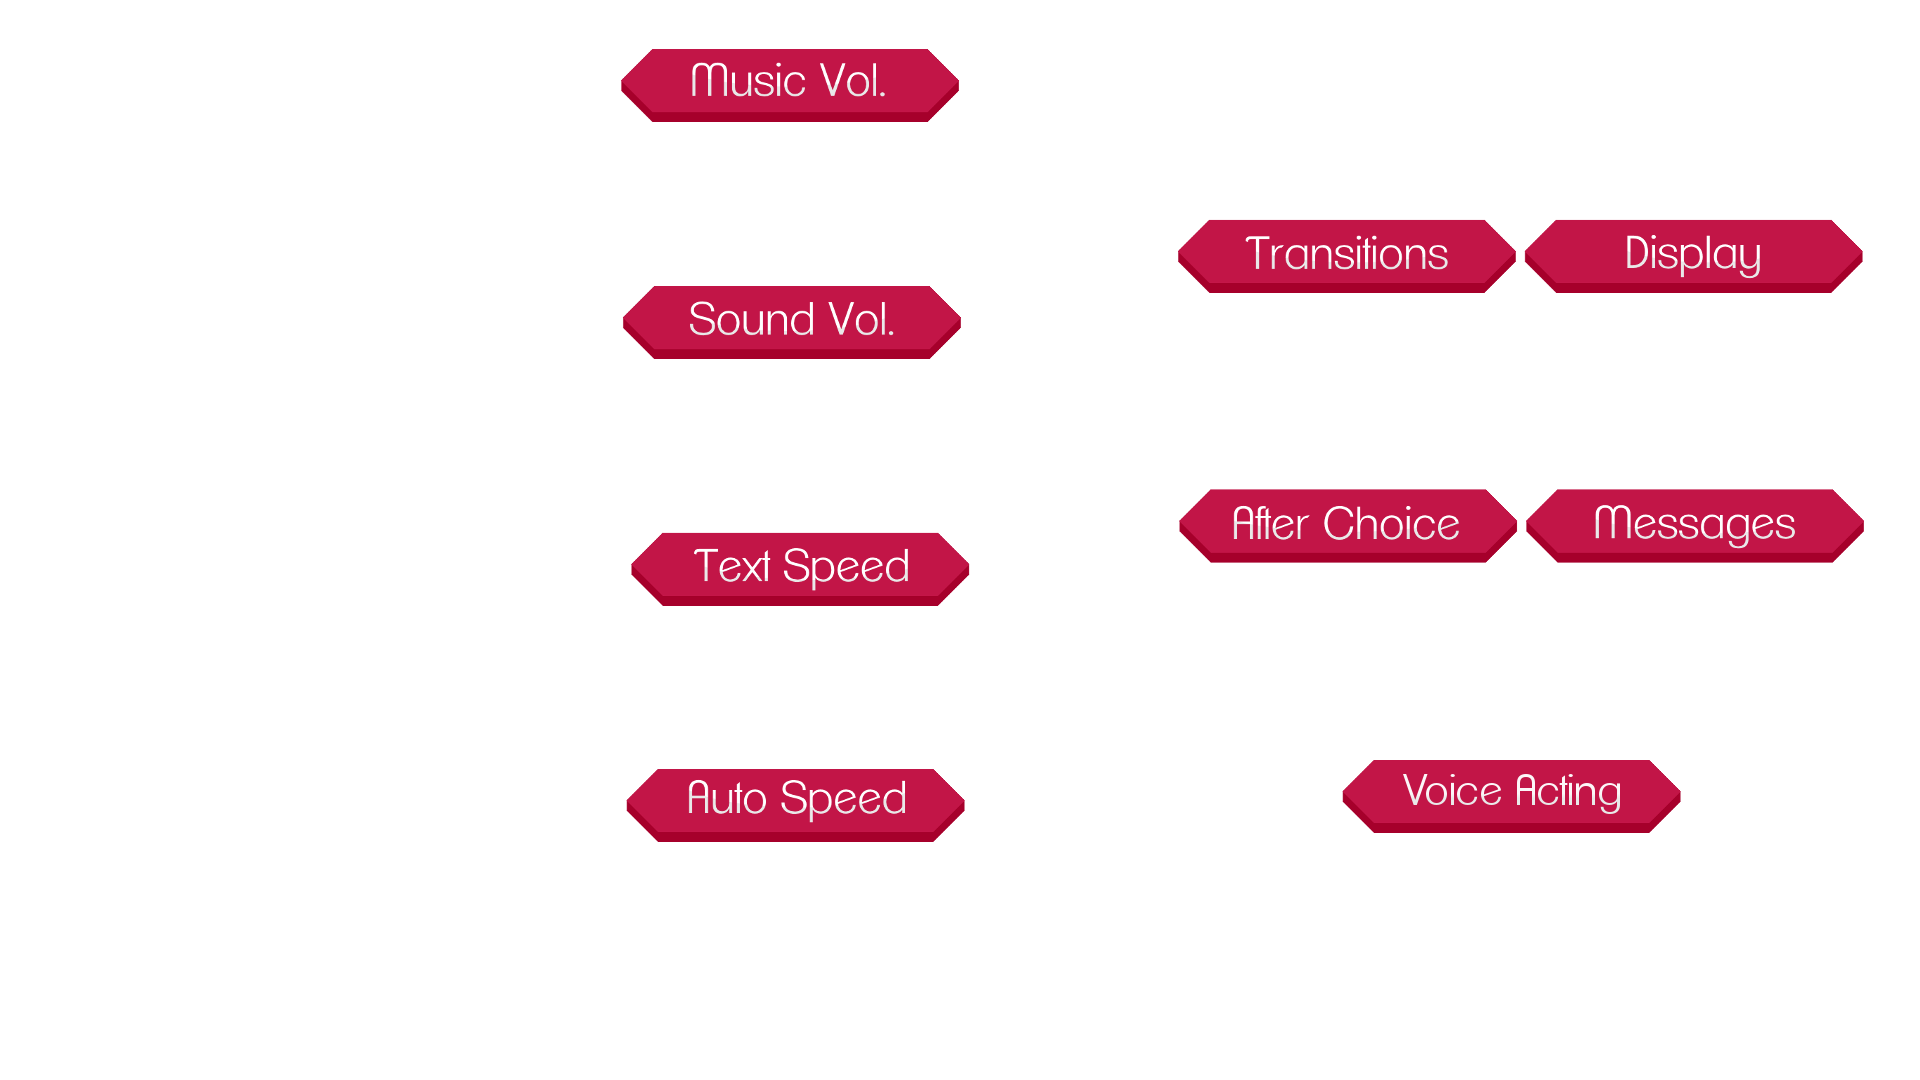 Music Vol.
Transitions
Display
Sound Vol.
After Choice
Messages
Text Speed
Voice Acting
Auto Speed